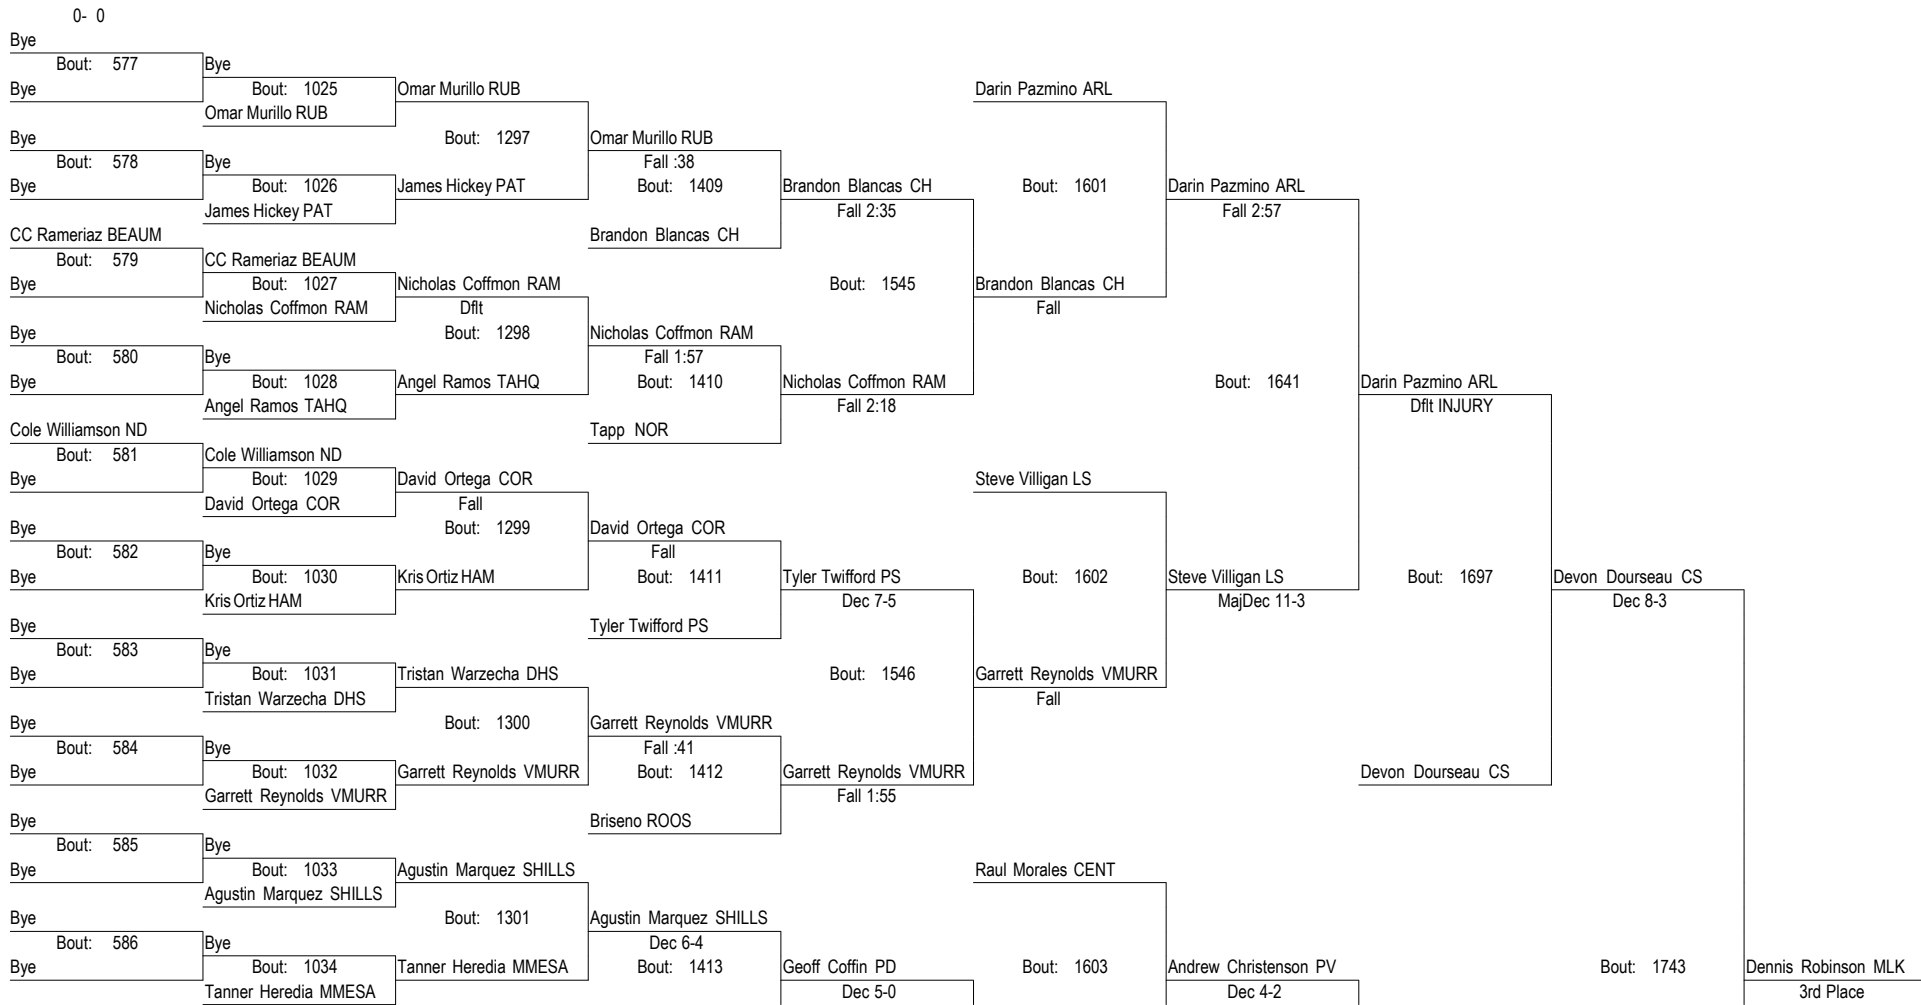 0- 0
Bye
Bout: 577 Bye
Bye Bout: 1025 Omar Murillo RUB Darin Pazmino ARL
Omar Murillo RUB
Bye Bout: 1297 Omar Murillo RUB
Bout: 578 Bye Fall :38
Bye Bout: 1026 James Hickey PAT Bout: 1409 Brandon Blancas CH Bout: 1601 Darin Pazmino ARL
James Hickey PAT Fall 2:35 Fall 2:57
CC Rameriaz BEAUM Brandon Blancas CH
Bout: 579 CC Rameriaz BEAUM
Bye Bout: 1027 Nicholas Coffmon RAM Bout: 1545 Brandon Blancas CH
Nicholas Coffmon RAM Dflt Fall
Bye Bout: 1298 Nicholas Coffmon RAM
Bout: 580 Bye Fall 1:57
Bye Bout: 1028 Angel Ramos TAHQ Bout: 1410 Nicholas Coffmon RAM Bout: 1641 Darin Pazmino ARL
Angel Ramos TAHQ Fall 2:18 Dflt INJURY
Cole Williamson ND Tapp NOR
Bout: 581 Cole Williamson ND
Bye Bout: 1029 David Ortega COR Steve Villigan LS
David Ortega COR Fall
Bye Bout: 1299 David Ortega COR
Bout: 582 Bye Fall
Bye Bout: 1030 Kris Ortiz HAM Bout: 1411 Tyler Twifford PS Bout: 1602 Steve Villigan LS Bout: 1697 Devon Dourseau CS
Kris Ortiz HAM Dec 7-5 MajDec 11-3 Dec 8-3
Bye Tyler Twifford PS
Bout: 583 Bye
Bye Bout: 1031 Tristan Warzecha DHS Bout: 1546 Garrett Reynolds VMURR
Tristan Warzecha DHS Fall
Bye Bout: 1300 Garrett Reynolds VMURR
Bout: 584 Bye Fall :41
Bye Bout: 1032 Garrett Reynolds VMURR Bout: 1412 Garrett Reynolds VMURR Devon Dourseau CS
Garrett Reynolds VMURR Fall 1:55
Bye Briseno ROOS
Bout: 585 Bye
Bye Bout: 1033 Agustin Marquez SHILLS Raul Morales CENT
Agustin Marquez SHILLS
Bye Bout: 1301 Agustin Marquez SHILLS
Bout: 586 Bye Dec 6-4
Bye Bout: 1034 Tanner Heredia MMESA Bout: 1413 Geoff Coffin PD Bout: 1603 Andrew Christenson PV Bout: 1743 Dennis Robinson MLK
Tanner Heredia MMESA Dec 5-0 Dec 4-2 3rd Place